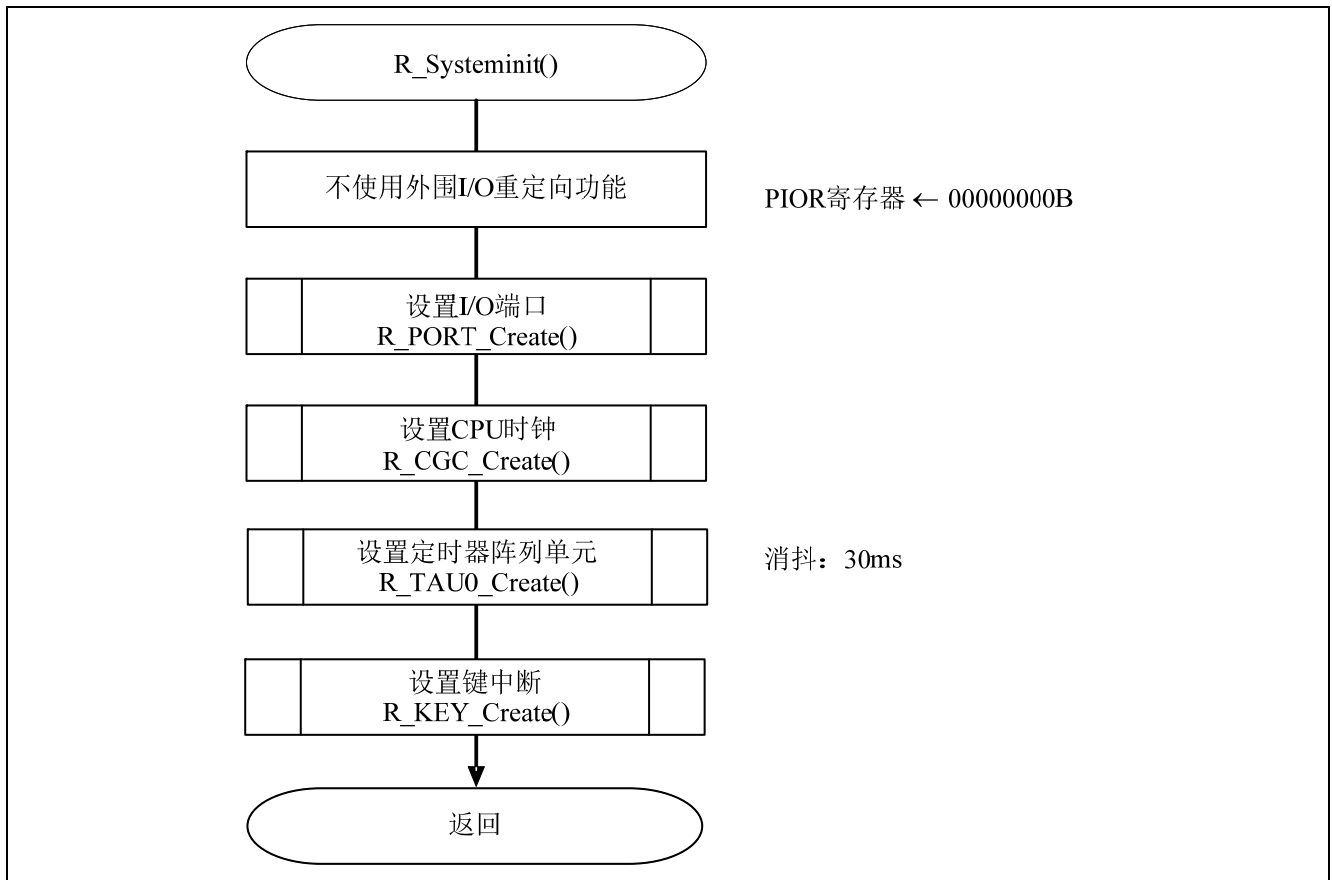 R_Systeminit()
不使用外围I/O重定向功能
PIOR寄存器 ← 00000000B
设置I/O端口
R_PORT_Create()
设置CPU时钟
R_CGC_Create()
设置定时器阵列单元
R_TAU0_Create()
消抖：30ms
设置键中断
R_KEY_Create()
返回